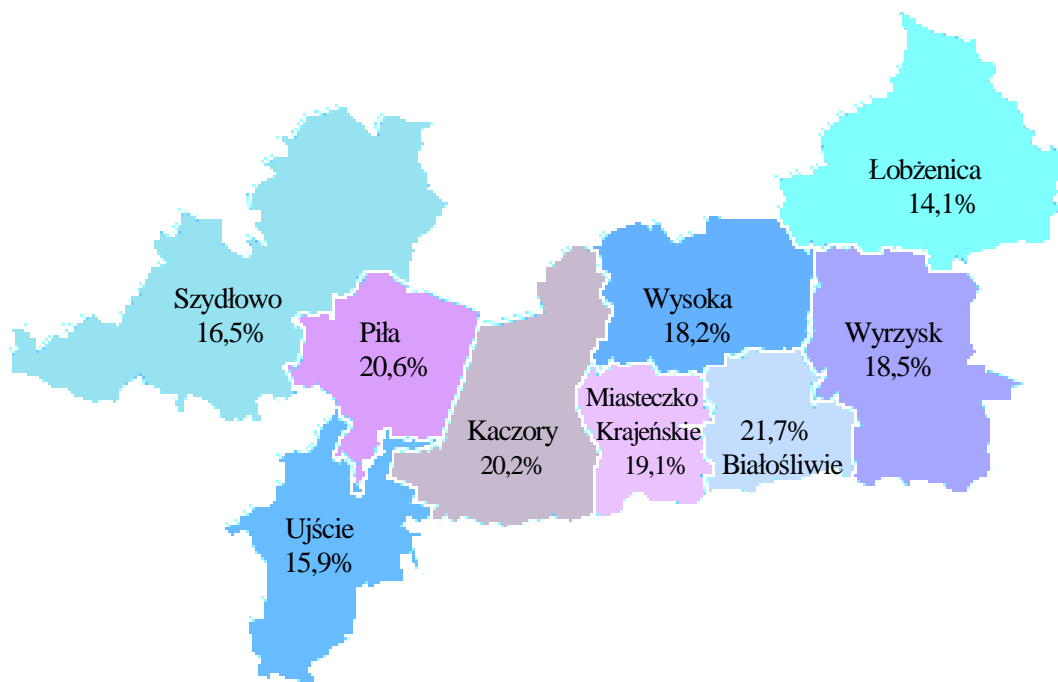 Łobżenica
14,1%
Szydłowo
16,5%
Piła
20,6%
Wysoka
18,2%
Wyrzysk
18,5%
Kaczory
20,2%
Miasteczko
Krajeńskie
19,1%
21,7%
Białośliwie
Ujście
15,9%